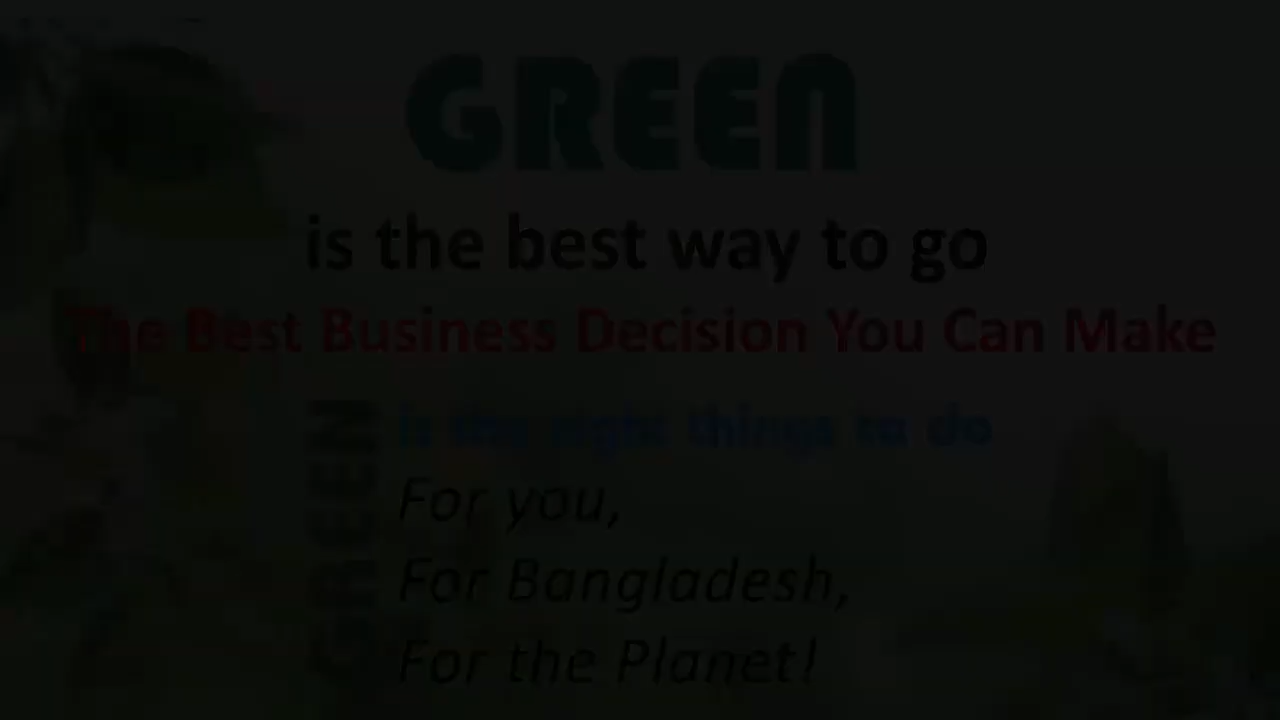 GREEN
is the best way to go
The Best Business Decision You Can Make
GREEN
is the right things to do
For you,
For Bangladesh,
For the Planet!